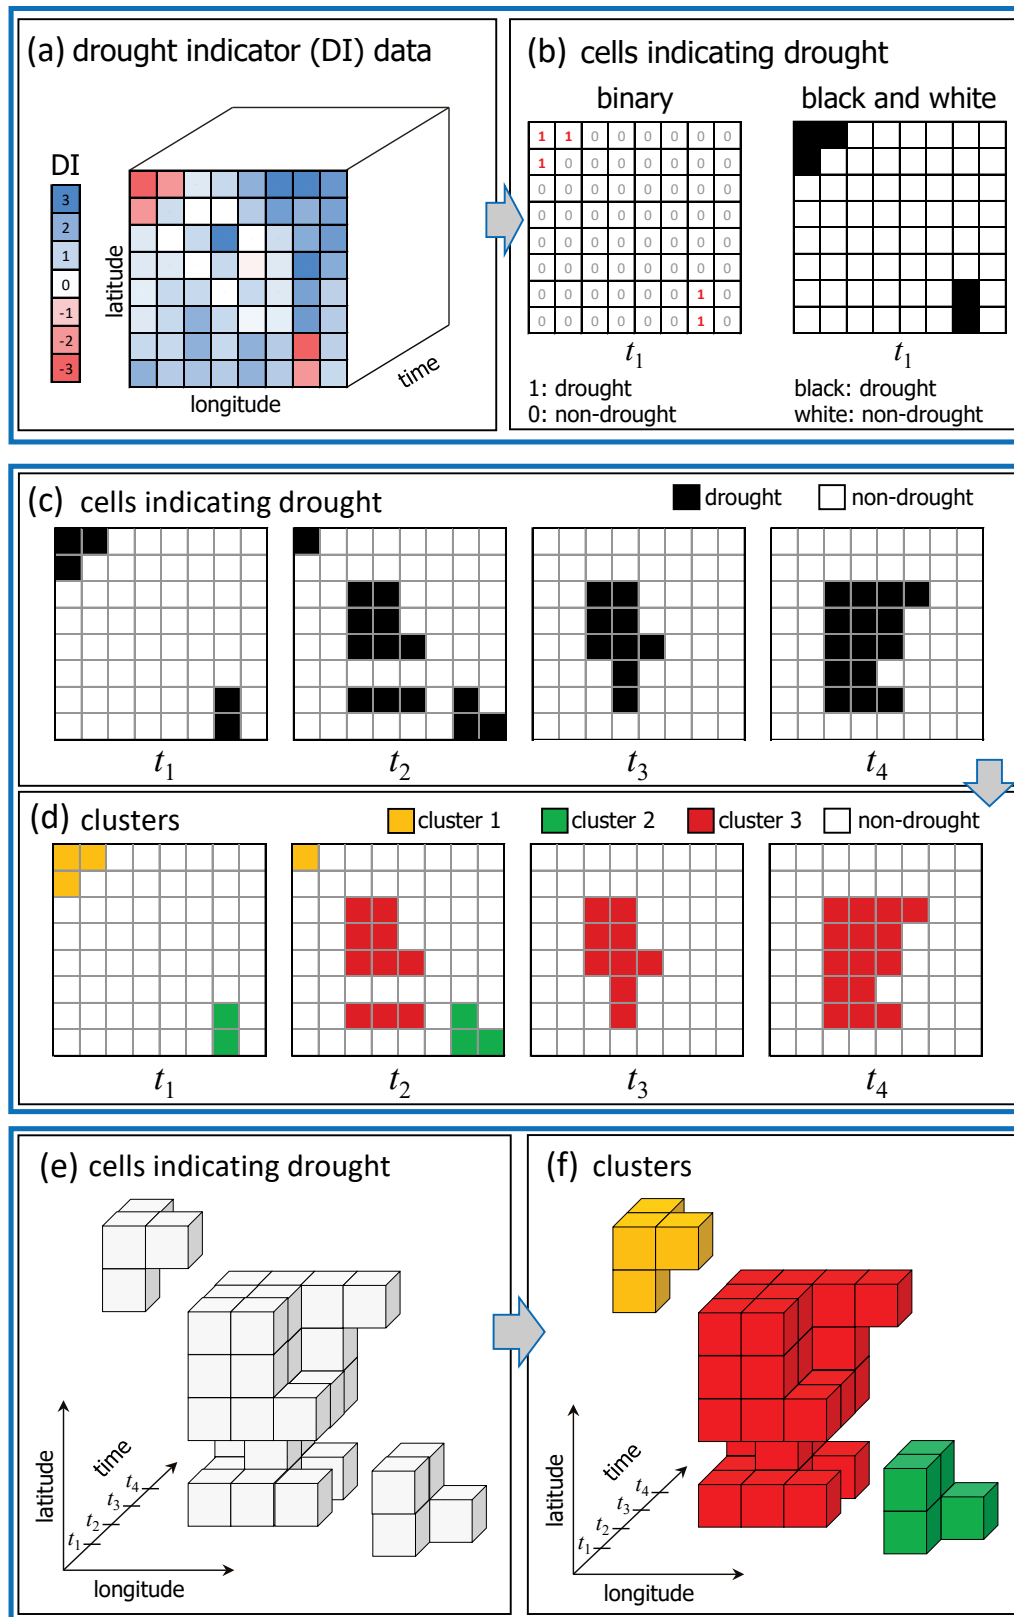 (a) drought indicator (DI) data
DI
3
2
1
0
-1
-2
-3
latitude
longitude
time
(b) cells indicating drought
binary
black and white
1 1 0 0 0 0 0 0
1 0 0 0 0 0 0 0
0 0 0 0 0 0 0 0
0 0 0 0 0 0 0 0
0 0 0 0 0 0 0 0
0 0 0 0 0 0 0 0
0 0 0 0 0 0 1 0
0 0 0 0 0 0 1 0
t1
t1
1: drought
0: non-drought
black: drought
white: non-drought
(c) cells indicating drought
drought
non-drought
t1
t2
t3
t4
(d) clusters
cluster 1
cluster 2
cluster 3
non-drought
t1
t2
t3
t4
(e) cells indicating drought
latitude
time
t4
t3
t2
t1
longitude
(f) clusters
latitude
time
t4
t3
t2
t1
longitude